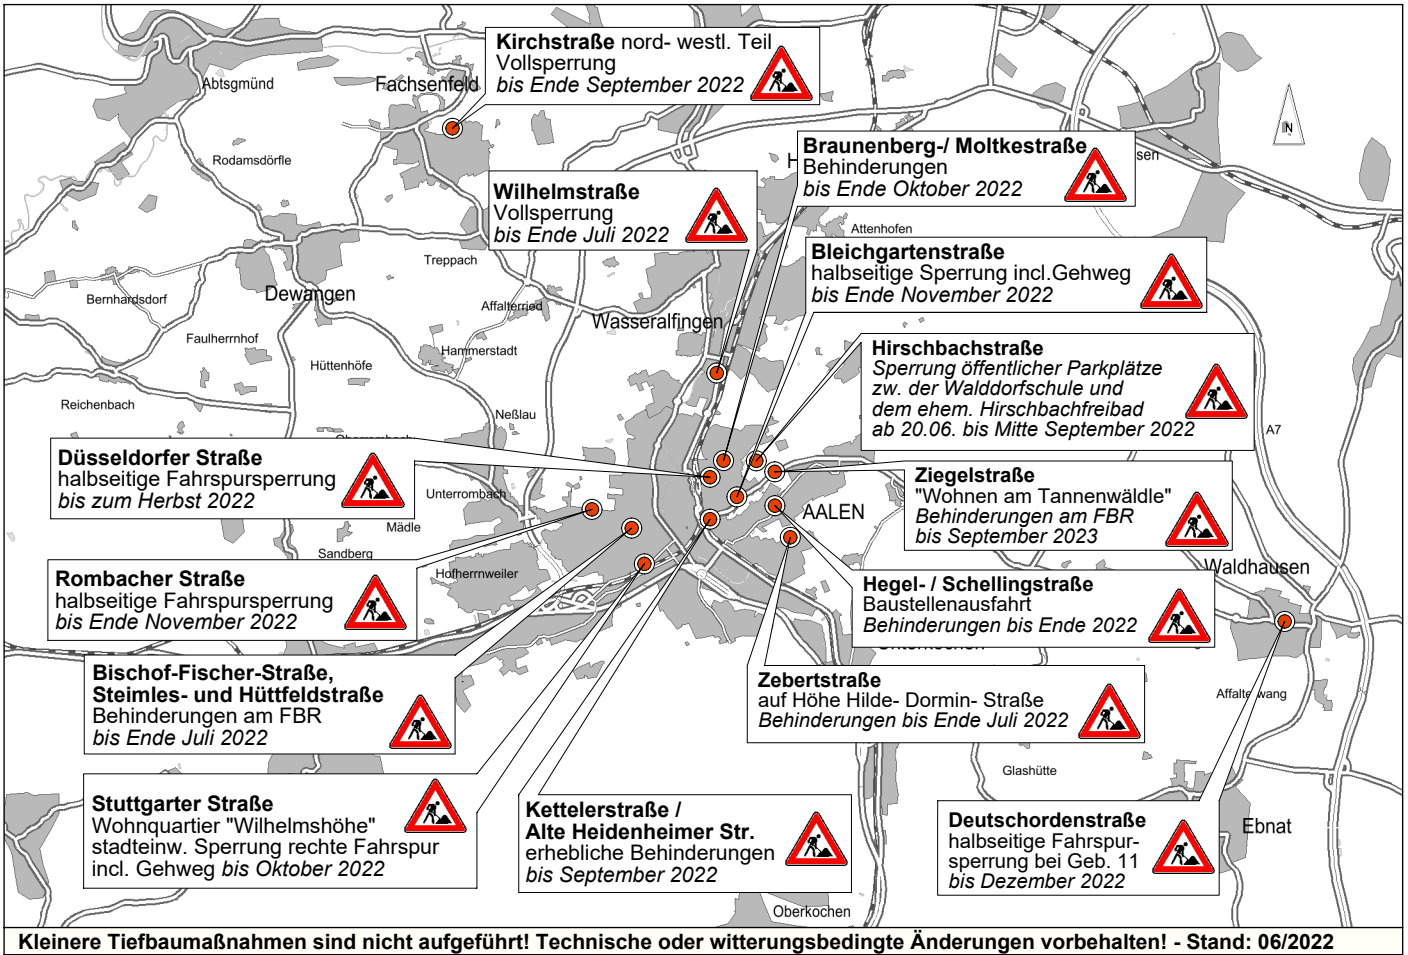 Kirchstraße nord- westl. Teil
Vollsperrung
bis Ende September 2022
Abtsgmünd
Fachsenfeld
N
Rodamsdörfle
Braunenberg-/ Moltkestraße
Behinderungen
bis Ende Oktober 2022
H
sen
Wilhelmstraße
Vollsperrung
bis Ende Juli 2022
Attenhofen
Treppach
Bleichgartenstraße
halbseitige Sperrung incl.Gehweg
bis Ende November 2022
Bernhardsdorf
Dewangen
Affalterried
Wasseralfingen
Faulherrnhof
Hammerstadt
Hüttenhöfe
Hirschbachstraße
Sperrung öffentlicher Parkplätze
zw. der Walddorfschule und
dem ehem. Hirschbachfreibad
ab 20.06. bis Mitte September 2022
Reichenbach
Neßlau
A7
Düsseldorfer Straße
halbseitige Fahrspursperrung
bis zum Herbst 2022
Unterrombach
Mädle
Sandberg
Hofherrnweiler
AALEN
Ziegelstraße
"Wohnen am Tannenwäldle"
Behinderungen am FBR
bis September 2023
Waldhausen
Rombacher Straße
halbseitige Fahrspursperrung
bis Ende November 2022
Hegel- / Schellingstraße
Baustellenausfahrt
Behinderungen bis Ende 2022
Unterkochen
Bischof-Fischer-Straße,
Steimles- und Hüttfeldstraße
Behinderungen am FBR
bis Ende Juli 2022
Zebertstraße
auf Höhe Hilde- Dormin- Straße
Behinderungen bis Ende Juli 2022
Affalterwang
Glashütte
Stuttgarter Straße
Wohnquartier "Wilhelmshöhe"
stadteinw. Sperrung rechte Fahrspur
incl. Gehweg bis Oktober 2022
Kettelerstraße /
Alte Heidenheimer Str.
erhebliche Behinderungen
bis September 2022
Deutschordenstraße
halbseitige Fahrspur-
sperrung bei Geb. 11
bis Dezember 2022
Ebnat
Oberkochen
Kleinere Tiefbaumaßnahmen sind nicht aufgeführt! Technische oder witterungsbedingte Änderungen vorbehalten! - Stand: 06/2022